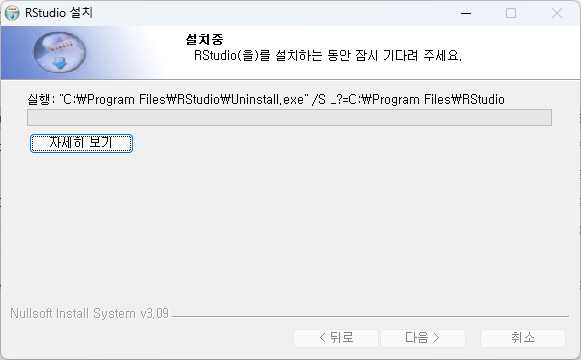 RStudio 설치
설치중
RStudio(을)를 설치하는 동안 잠시 기다려 주세요.
실행: "C:₩Program Files₩RStudio₩Uninstall.exe" /S _?=C:₩Program Files₩RStudio
자세히 보기
Nullsoft Install System v3.09
< 뒤로
다음 >
취소